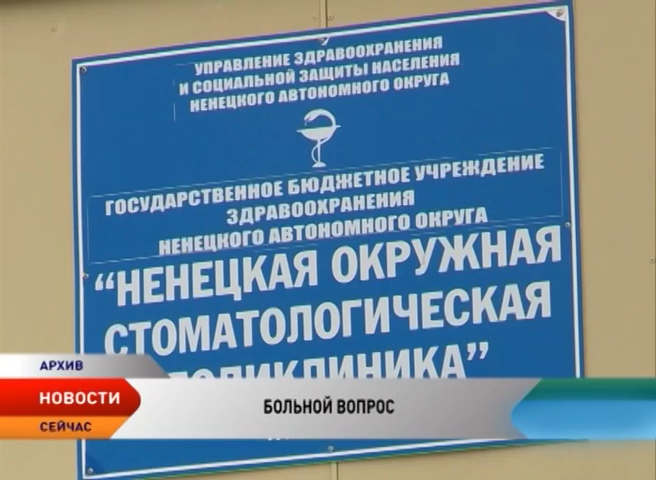 УПРАВЛЕНИЕ ЗДРАВООХРАНЕНИЯ
И СОЦИАЛЬНОЙ ЗАЩИТЫ НАСЕЛЕНИЯ
НЕНЕЦКОГО АВТОНОМНОГО ОКРУГА
ГОСУДАРСТВЕННОЕ БЮДЖЕТНОЕ УЧРЕЖДЕНИЕ
ЗДРАВООХРАНЕНИЯ
НЕНЕЦКОГО АВТОНОМНОГО ОКРУГА
“НЕНЕЦКАЯ ОКРУЖНАЯ
СТОМАТОЛОГИЧЕСКАЯ
ПОЛИКЛИНИКА”
АРХИВ
НОВОСТИ
СЕЙЧАС
БОЛЬНОЙ ВОПРОС